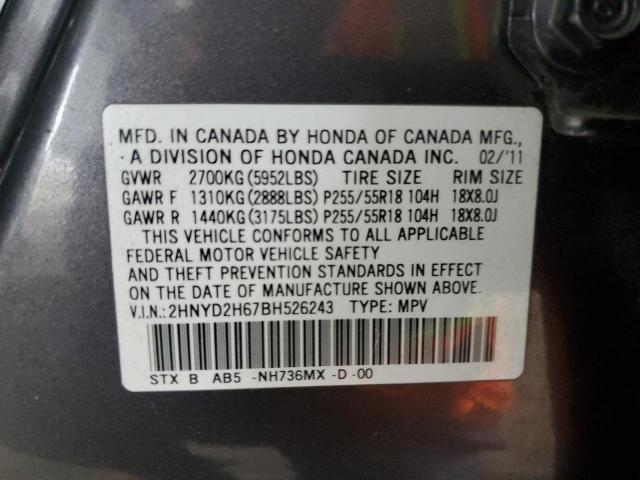 MFD. IN CANADA BY HONDA OF CANADA MFG.,
·A DIVISION OF HONDA CANADA INC. 02/'11
GVWR 2700KG(5952LBS) TIRE SIZE RIM SIZE
GAWR F 1310KG(2888LBS)P255/55R18 104H 18X8.0J
GAWR R 1440KG(3175LBS)P255/55R18 104H 18X8.0J
THIS VEHICLE CONFORMS TO ALL APPLICABLE
FEDERAL MOTOR VEHICLE SAFETY
AND THEFT PREVENTION STANDARDS IN EFFECT
ON THE DATE OF MANUFACTURE SHOWN ABOVE.
V.I.N.:2HNYD2H67BH526243 TYPE: MPV
STX B AB5 -NH736MX -D -00